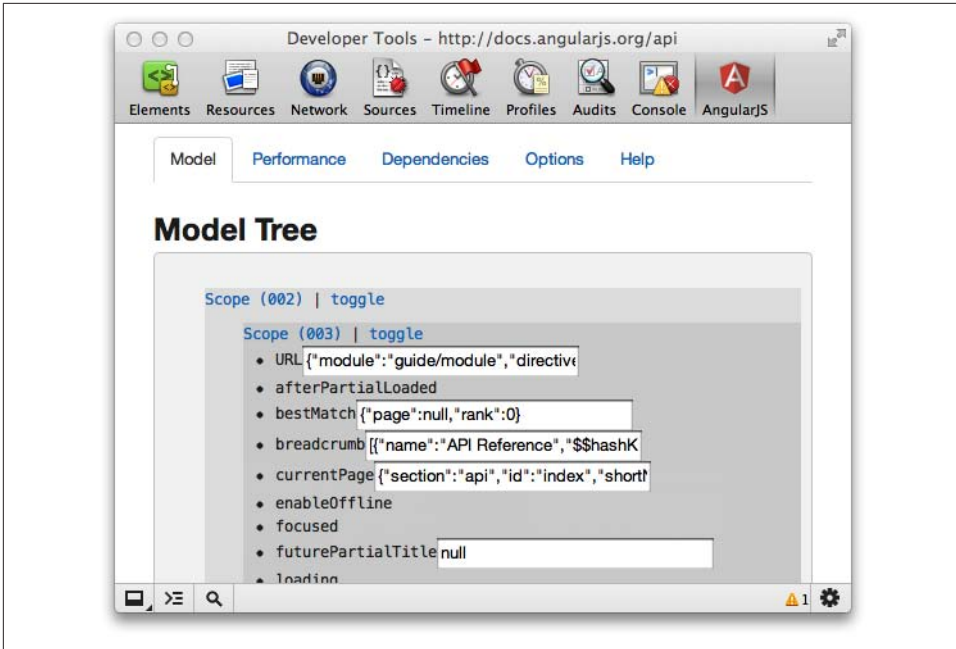 Developer Tools - http://docs.angularjs.org/api
Elements Resources Network Sources Timeline Profiles Audits Console AngularJS
Model Performance Dependencies Options Help
Model Tree
Scope (002) | toggle
Scope (003) | toggle
URL {"module":"guide/module","directive
afterPartialLoaded
bestMatch {"page":null,"rank":0}
breadcrumb [{"name":"API Reference","$$hashK
currentPage {"section":"api","id":"index","short
enableOffline
focused
futurePartialTitle null
loading
1